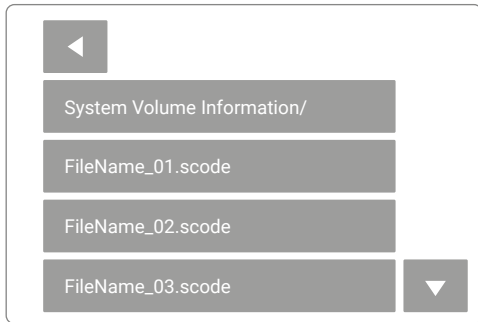 System Volume Information/
FileName_01.scode
FileName_02.scode
FileName_03.scode